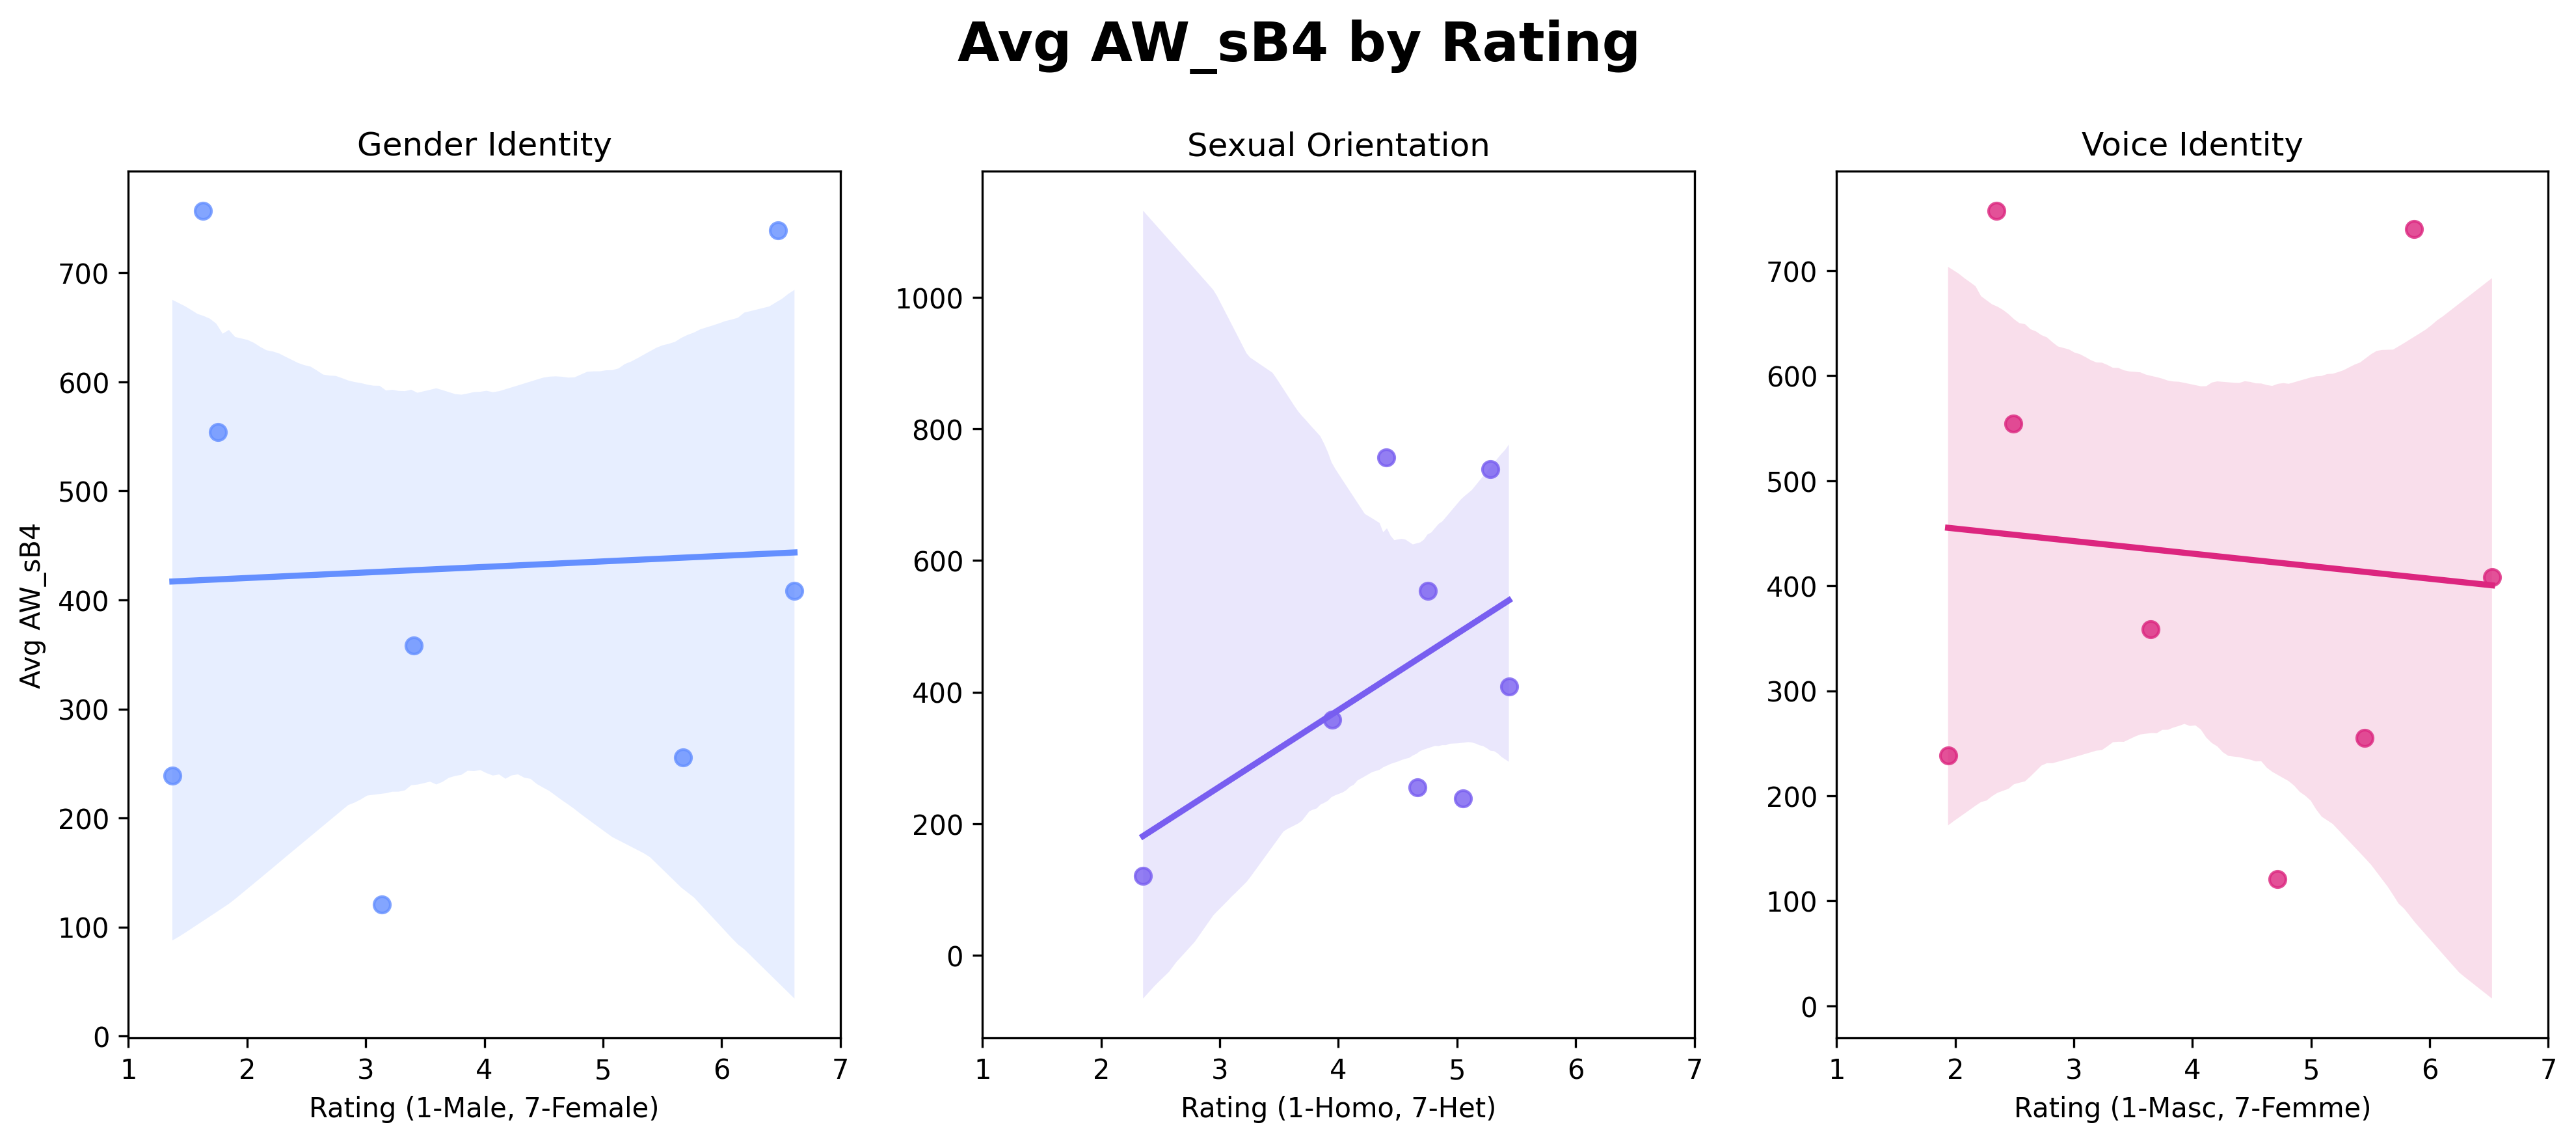 Avg AW_sB4 by Rating
Gender Identity
Sexual Orientation
Voice Identity
Avg AW_sB4
700
600
500
400
300
200
100
0
1 2 3 4 5 6 7
Rating (1-Male, 7-Female)
1000
800
600
400
200
0
1 2 3 4 5 6 7
Rating (1-Homo, 7-Het)
700
600
500
400
300
200
100
0
1 2 3 4 5 6 7
Rating (1-Masc, 7-Femme)